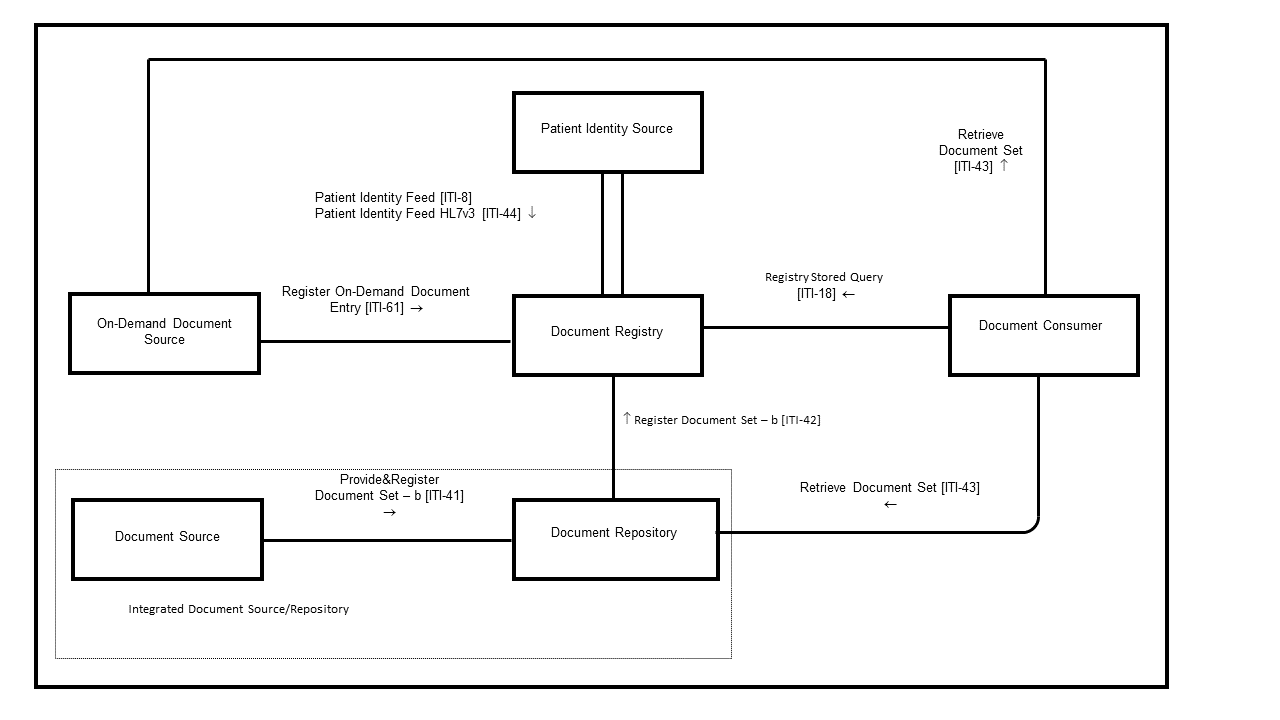 Patient Identity Source
Retrieve
Document Set
[ITI-43] ↑
Patient Identity Feed [ITI-8]
Patient Identity Feed HL7v3 [ITI-44] ↓
Registry Stored Query
[ITI-18] ←
Register On-Demand Document
Entry [ITI-61] →
On-Demand Document
Source
Document Registry
Document Consumer
↑ Register Document Set – b [ITI-42]
Provide&Register
Document Set – b [ITI-41]
→
Retrieve Document Set [ITI-43]
←
Document Source
Document Repository
Integrated Document Source/Repository